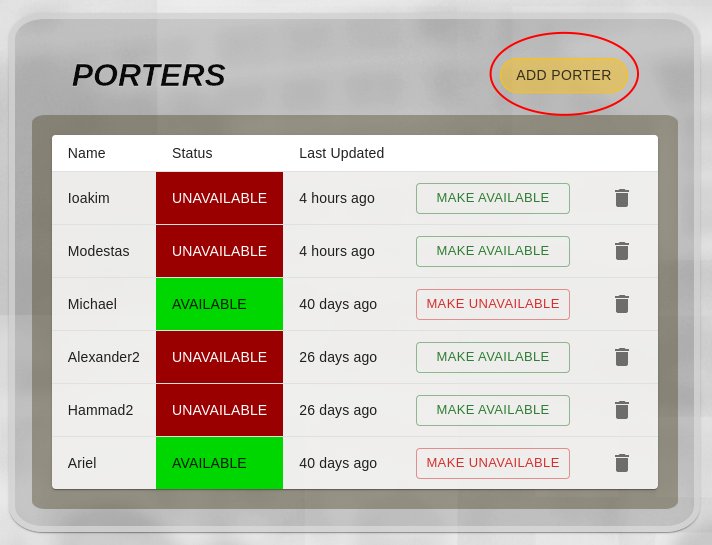 PORTERS
ADD PORTER
Name Status Last Updated
Ioakim UNAVAILABLE 4 hours ago MAKE AVAILABLE
Modestas UNAVAILABLE 4 hours ago MAKE AVAILABLE
Michael AVAILABLE 40 days ago MAKE UNAVAILABLE
Alexander2 UNAVAILABLE 26 days ago MAKE AVAILABLE
Hammad2 UNAVAILABLE 26 days ago MAKE AVAILABLE
Ariel AVAILABLE 40 days ago MAKE UNAVAILABLE